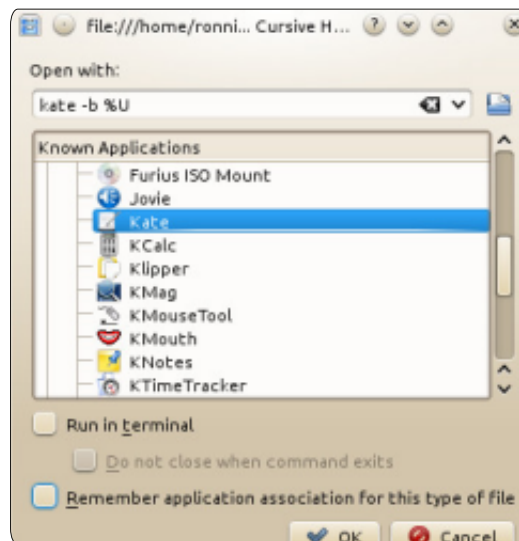 file:///home/ronni... Cursive H...
Open with:
kate -b %U
Known Applications
Furius ISO Mount
Jovie
Kate
KCalc
Klipper
KMag
KMouseTool
KMouth
KNotes
KTimeTracker
Run in terminal
Do not close when command exits
Remember application association for this type of file
OK
Cancel